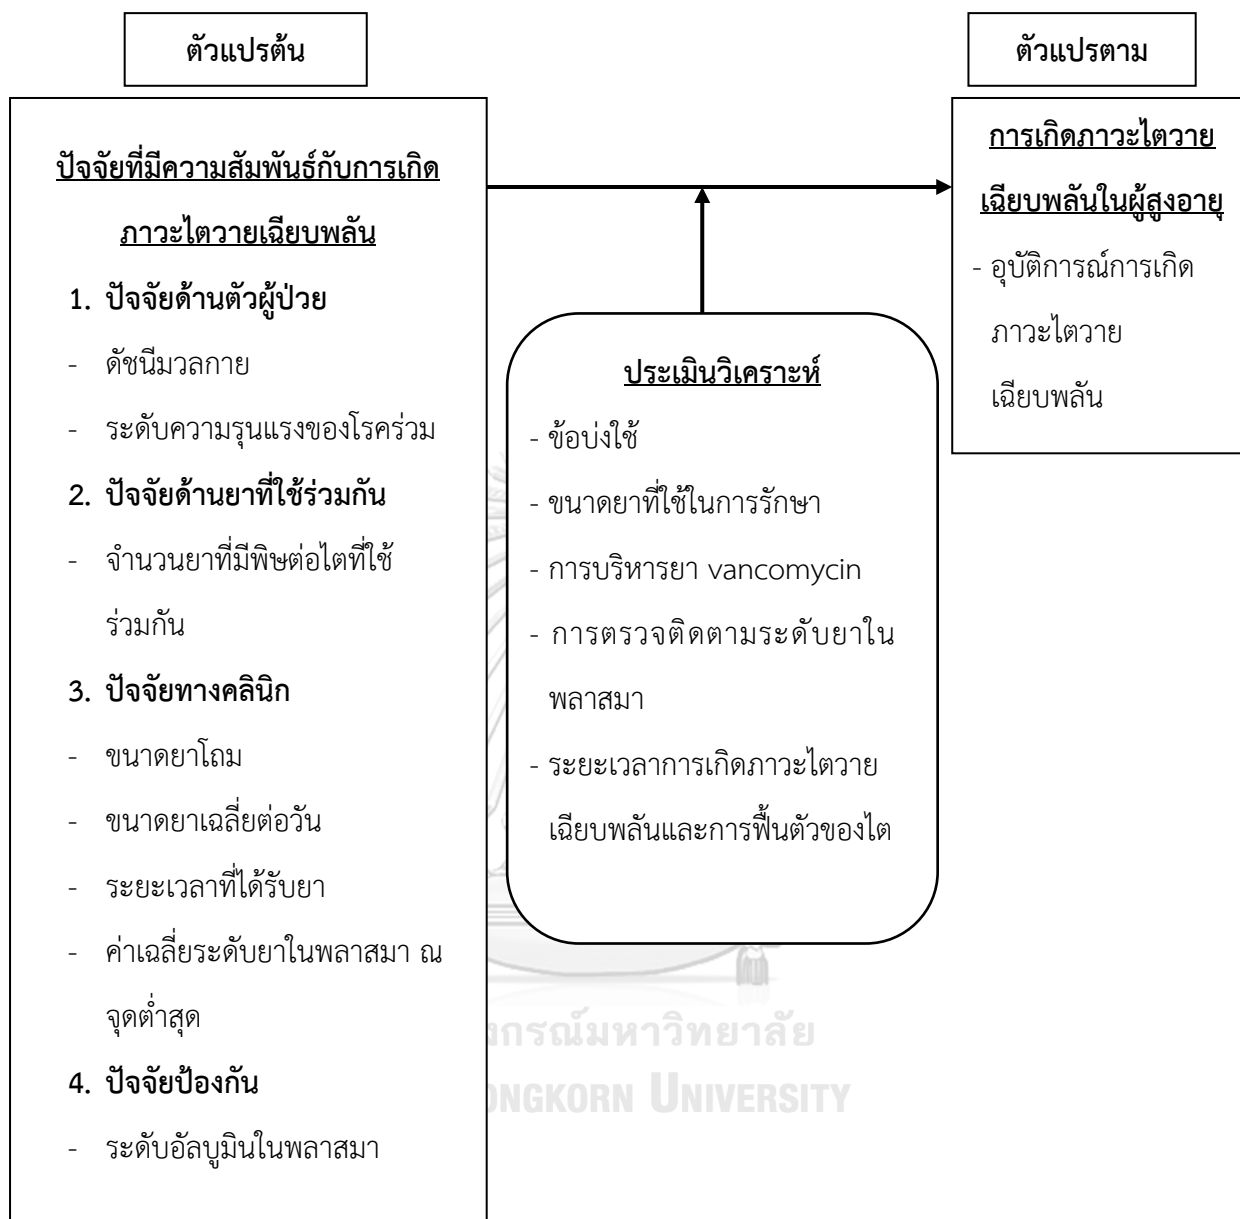 ตัวแปรต้น
ตัวแปรตาม
ปัจจัยที่มีความสัมพันธ์กับการเกิด
ภาวะไตวายเฉียบพลัน
1. ปัจจัยด้านตัวผู้ป่วย
- ดัชนีมวลกาย
- ระดับความรุนแรงของโรคร่วม
2. ปัจจัยด้านยาที่ใช้ร่วมกัน
- จำนวนยาที่มีพิษต่อไตที่ใช้
ร่วมกัน
3. ปัจจัยทางคลินิก
- ขนาดยาโถม
- ขนาดยาเฉลี่ยต่อวัน
- ระยะเวลาที่ได้รับยา
- ค่าเฉลี่ยระดับยาในพลาสมา ณ
จุดต่ำสุด
4. ปัจจัยป้องกัน
- ระดับอัลบูมินในพลาสมา
ประเมินวิเคราะห์
- ข้อบ่งใช้
- ขนาดยาที่ใช้ในการรักษา
- การบริหารยา vancomycin
- การตรวจติดตามระดับยาใน
พลาสมา
- ระยะเวลาการเกิดภาวะไตวาย
เฉียบพลันและการฟื้นตัวของไต
การเกิดภาวะไตวาย
เฉียบพลันในผู้สูงอายุ
- อุบัติการณ์การเกิด
ภาวะไตวาย
เฉียบพลัน
งกรณ์มหาวิทยาลัย
ONGKORN UNIVERSITY